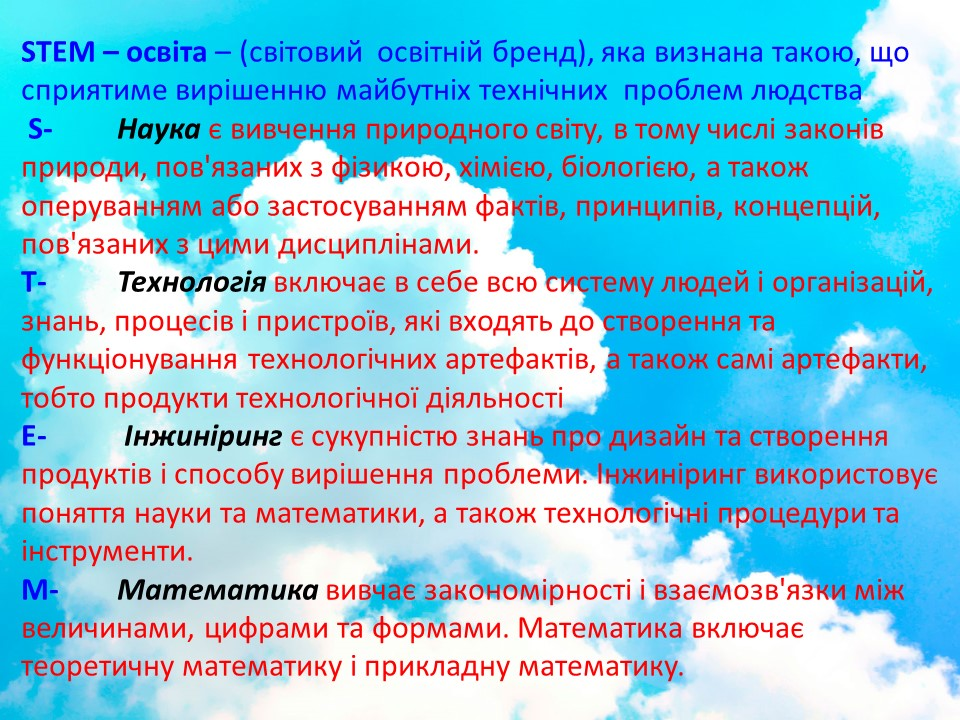 STEM – освіта – (світовий освітній бренд), яка визнана такою, що
сприятиме вирішенню майбутніх технічних проблем людства
S- Наука є вивчення природного світу, в тому числі законів
природи, пов'язаних з фізикою, хімією, біологією, а також
оперуванням або застосуванням фактів, принципів, концепцій,
пов'язаних з цими дисциплінами.
T- Технологія включає в себе всю систему людей і організацій,
знань, процесів і пристроїв, які входять до створення та
функціонування технологічних артефактів, а також самі артефакти,
тобто продукти технологічної діяльності
E- Інжиніринг є сукупністю знань про дизайн та створення
продуктів і способу вирішення проблеми. Інжиніринг використовує
поняття науки та математики, а також технологічні процедури та
інструменти.
M- Математика вивчає закономірності і взаємозв'язки між
величинами, цифрами та формами. Математика включає
теоретичну математику і прикладну математику.